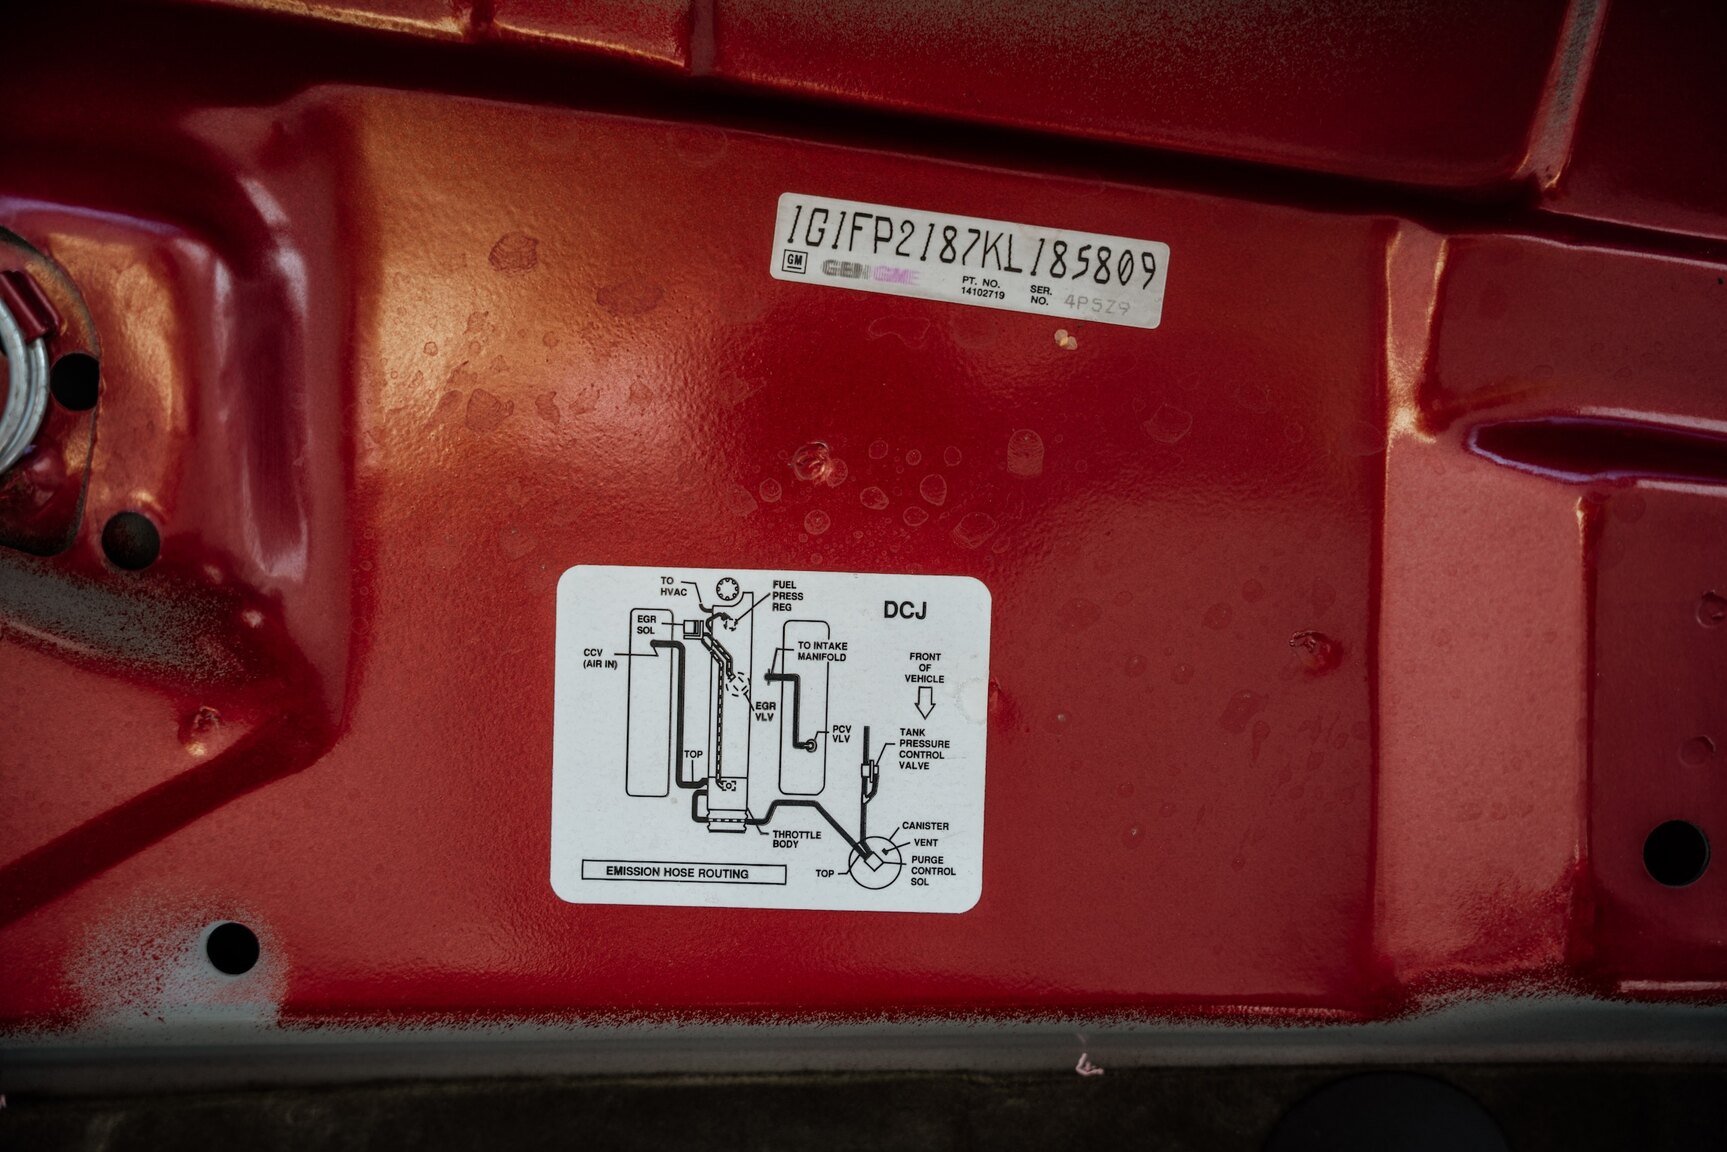 1G1FP2187KL185809
GM
PT. NO.
14102719
SER.
NO.
4P5Z9
TO
HVAC
FUEL
PRESS
REG
DCJ
EGR
SOL
CCV
(AIR IN)
TO INTAKE
MANIFOLD
FRONT
OF
VEHICLE
EGR
VLV
PCV
VLV
TANK
PRESSURE
CONTROL
VALVE
TOP
THROTTLE
BODY
CANISTER
VENT
PURGE
CONTROL
SOL
TOP
EMISSION HOSE ROUTING